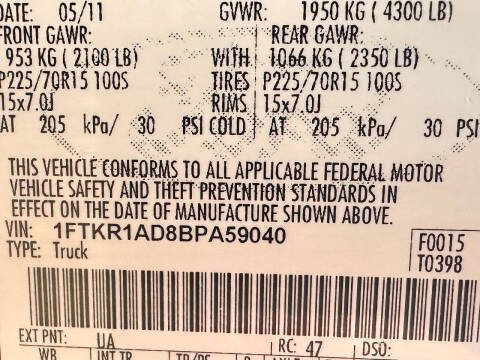 DATE: 05/11 GVWR: 1950 KG ( 4300 LB)
FRONT GAWR: REAR GAWR:
953 KG ( 2100 LB) WITH 1066 KG ( 2350 LB)
P225/70R15 100S TIRES P225/70R15 100S
15x7.0J RIMS 15x7.0J
AT 205 kPa/ 30 PSI COLD AT 205 kPa/ 30 PSI
THIS VEHICLE CONFORMS TO ALL APPLICABLE FEDERAL MOTOR
VEHICLE SAFETY AND THEFT PREVENTION STANDARDS IN
EFFECT ON THE DATE OF MANUFACTURE SHOWN ABOVE.
VIN: 1FTKR1AD8BPA59040
TYPE: Truck
F0015
T0398
EXT PNT: UA RC: 47 DSO:
WB INT TR